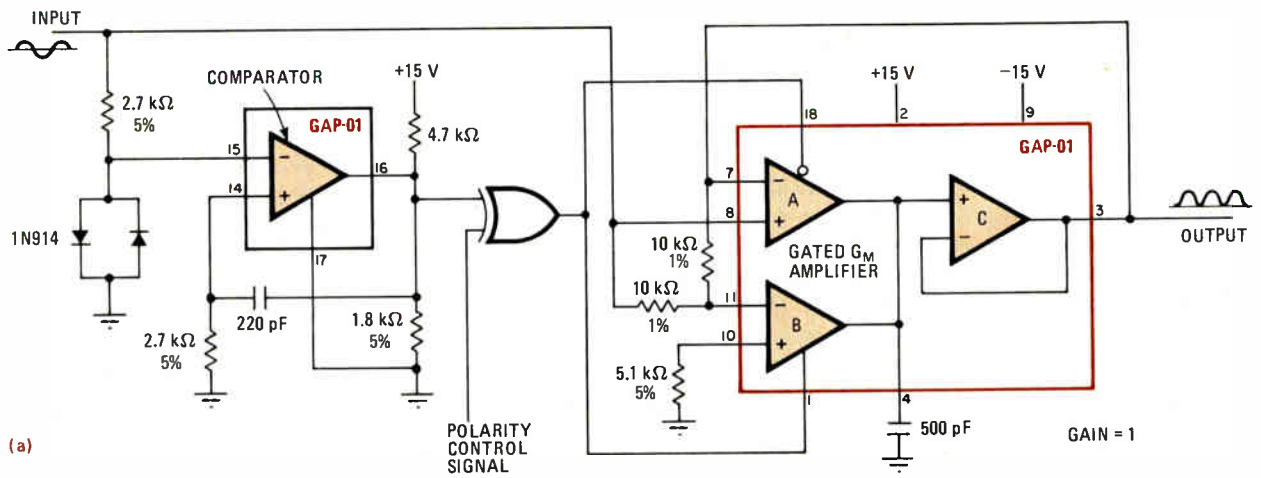 INPUT
COMPARATOR
+15 V
+15 V
−15 V
2.7 kΩ
5%
GAP-01
4.7 kΩ
18
2
9
GAP-01
15
16
14
7
A
8
C
3
1N914
17
10 kΩ
1%
GATED GM
AMPLIFIER
OUTPUT
10 kΩ
1%
11
B
220 pF
1.8 kΩ
5%
10
2.7 kΩ
5%
5.1 kΩ
5%
1
4
POLARITY
CONTROL
SIGNAL
500 pF
GAIN = 1
(a)